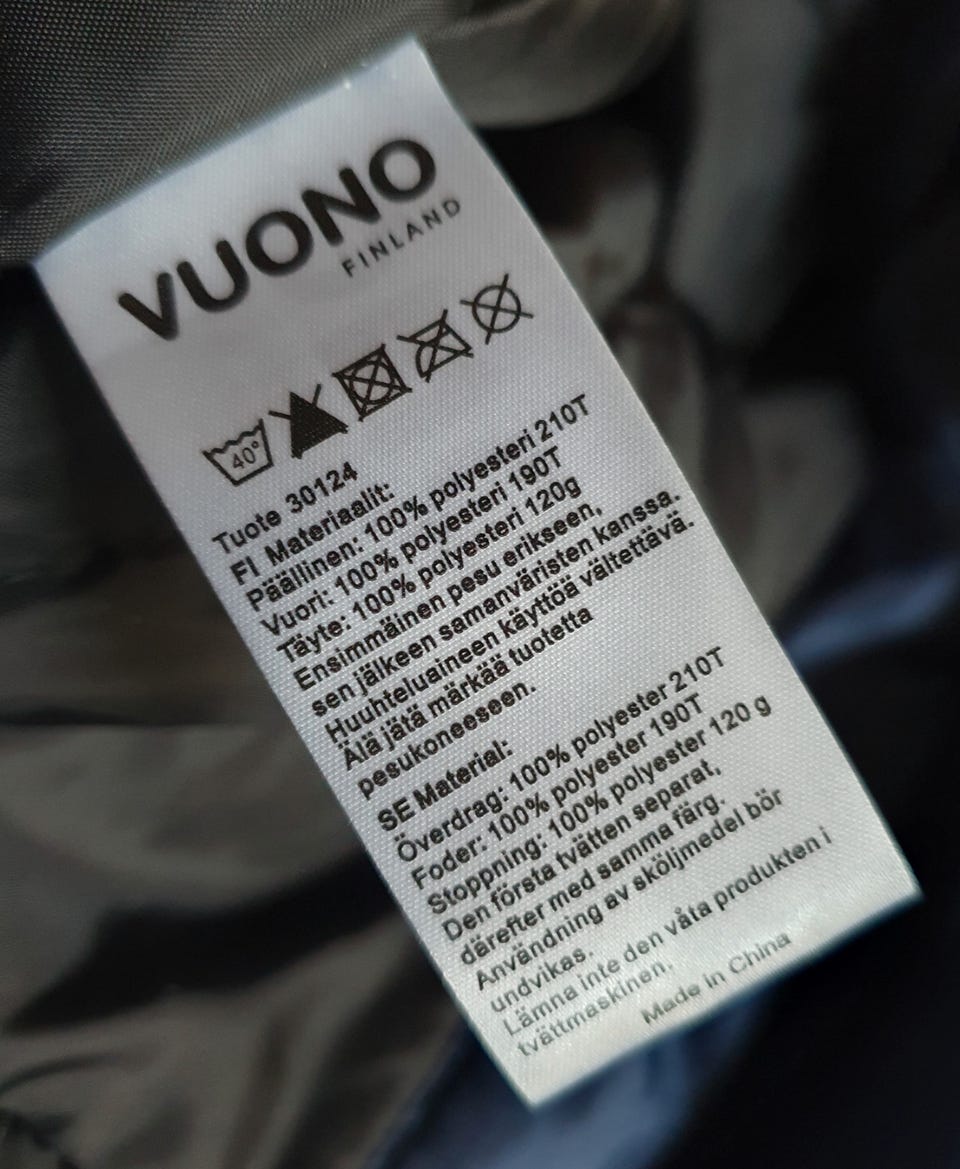 VUONO
FINLAND
40°
Tuote 30124
FI Materiaalit:
Päällinen: 100% polyesteri 210T
Vuori: 100% polyesteri 190T
Täyte: 100% polyesteri 120g
Ensimmäinen pesu erikseen,
sen jälkeen samanväristen kanssa.
Huuhteluaineen käyttöä vältettävä.
Älä jätä märkää tuotetta
pesukoneeseen.
SE Material:
Överdrag: 100% polyester 210T
Foder: 100% polyester 190T
Stoppning: 100% polyester 120 g
Den första tvätten separat,
därefter med samma färg.
Användning av sköljmedel bör
undvikas.
Lämna inte den våta produkten i
tvättmaskinen.
Made in China